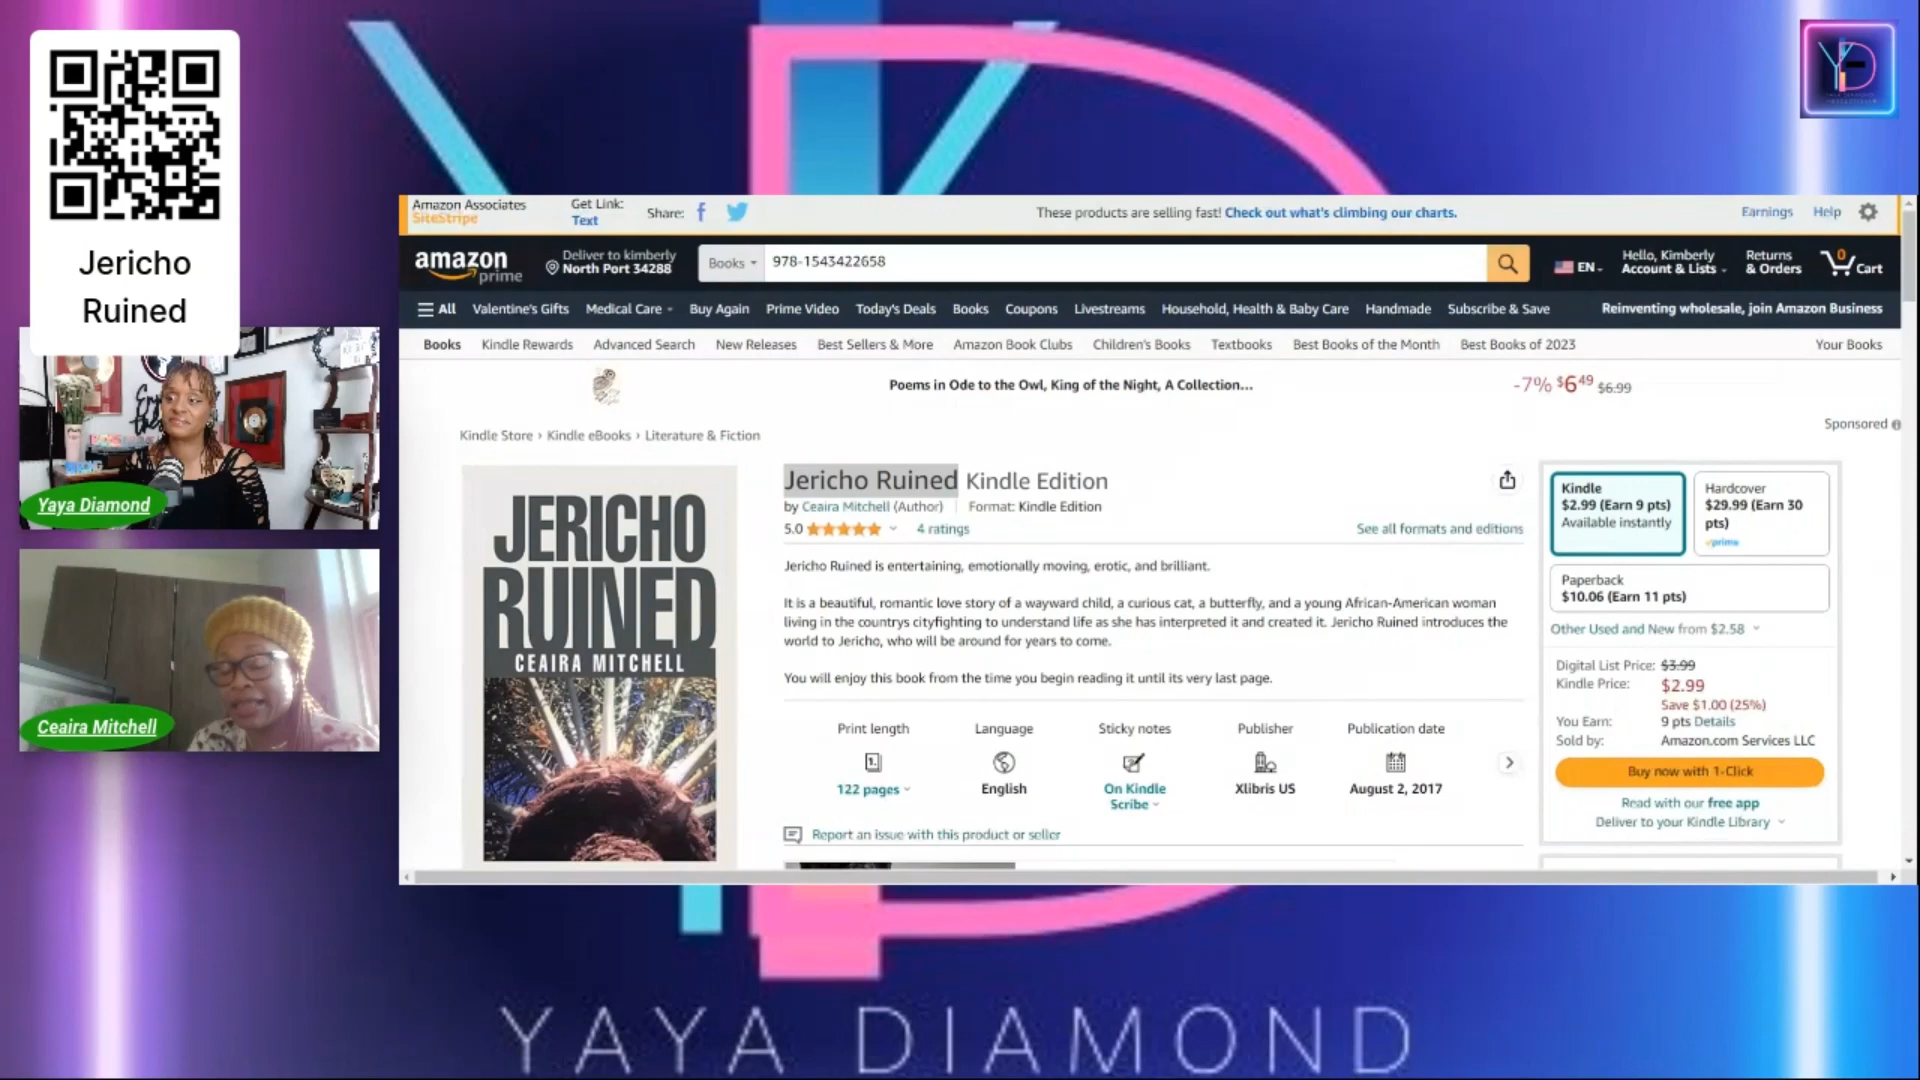 Jericho
Ruined
Yaya Diamond
Ceaira Mitchell
Amazon Associates
SiteStripe
Get Link:
Text
Share:
These products are selling fast! Check out what's climbing our charts.
Earnings
Help
amazon
prime
Deliver to kimberly
North Port 34288
Books
978-1543422658
EN
Hello, Kimberly
Account & Lists
Returns
& Orders
0
Cart
All
Valentine's Gifts
Medical Care
Buy Again
Prime Video
Today's Deals
Books
Coupons
Livestreams
Household, Health & Baby Care
Handmade
Subscribe & Save
Reinventing wholesale, join Amazon Business
Books
Kindle Rewards
Advanced Search
New Releases
Best Sellers & More
Amazon Book Clubs
Children's Books
Textbooks
Best Books of the Month
Best Books of 2023
Your Books
Poems in Ode to the Owl, King of the Night, A Collection...
-7% $6.49 $6.99
Sponsored
Kindle Store › Kindle eBooks › Literature & Fiction
JERICHO
RUINED
CEAIRA MITCHELL
Jericho Ruined Kindle Edition
by Ceaira Mitchell (Author)
Format: Kindle Edition
5.0
4 ratings
See all formats and editions
Jericho Ruined is entertaining, emotionally moving, erotic, and brilliant.
It is a beautiful, romantic love story of a wayward child, a curious cat, a butterfly, and a young African-American woman
living in the countrys cityfighting to understand life as she has interpreted it and created it. Jericho Ruined introduces the
world to Jericho, who will be around for years to come.
You will enjoy this book from the time you begin reading it until its very last page.
Print length
122 pages
Language
English
Sticky notes
On Kindle
Scribe
Publisher
Xlibris US
Publication date
August 2, 2017
Report an issue with this product or seller
Kindle
$2.99 (Earn 9 pts)
Available instantly
Hardcover
$29.99 (Earn 30
pts)
prime
Paperback
$10.06 (Earn 11 pts)
Other Used and New from $2.58
Digital List Price: $3.99
Kindle Price: $2.99
Save $1.00 (25%)
You Earn: 9 pts Details
Sold by: Amazon.com Services LLC
Buy now with 1-Click
Read with our free app
Deliver to your Kindle Library
YAYA DIAMOND